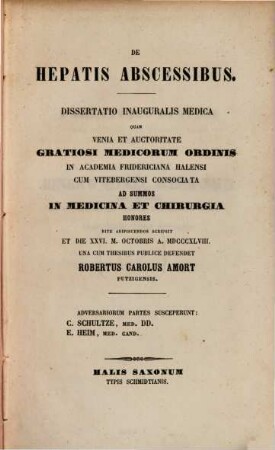 DE
HEPATIS ABSCESSIBUS.
DISSERTATIO INAUGURALIS MEDICA
QUAM
VENIA ET AUCTORITATE
GRATIOSI MEDICORUM ORDINIS
IN ACADEMIA FRIDERICIANA HALENSI
CUM VITEBERGENSI CONSOCIATA
AD SUMMOS
IN MEDICINA ET CHIRURGIA
HONORES
RITE ADIPISCENDOS SCRIPSIT
ET DIE XXVI. M. OCTOBRIS A. MDCCCXLVIII.
UNA CUM THESIBUS PUBLICE DEFENDET
ROBERTUS CAROLUS AMORT
PUTZIGENSIS.
ADVERSARIORUM PARTES SUSCEPERUNT:
C. SCHULTZE, MED. DD.
E. HEIM, MED. CAND.
HALIS SAXONUM
TYPIS SCHMIDTIANIS.